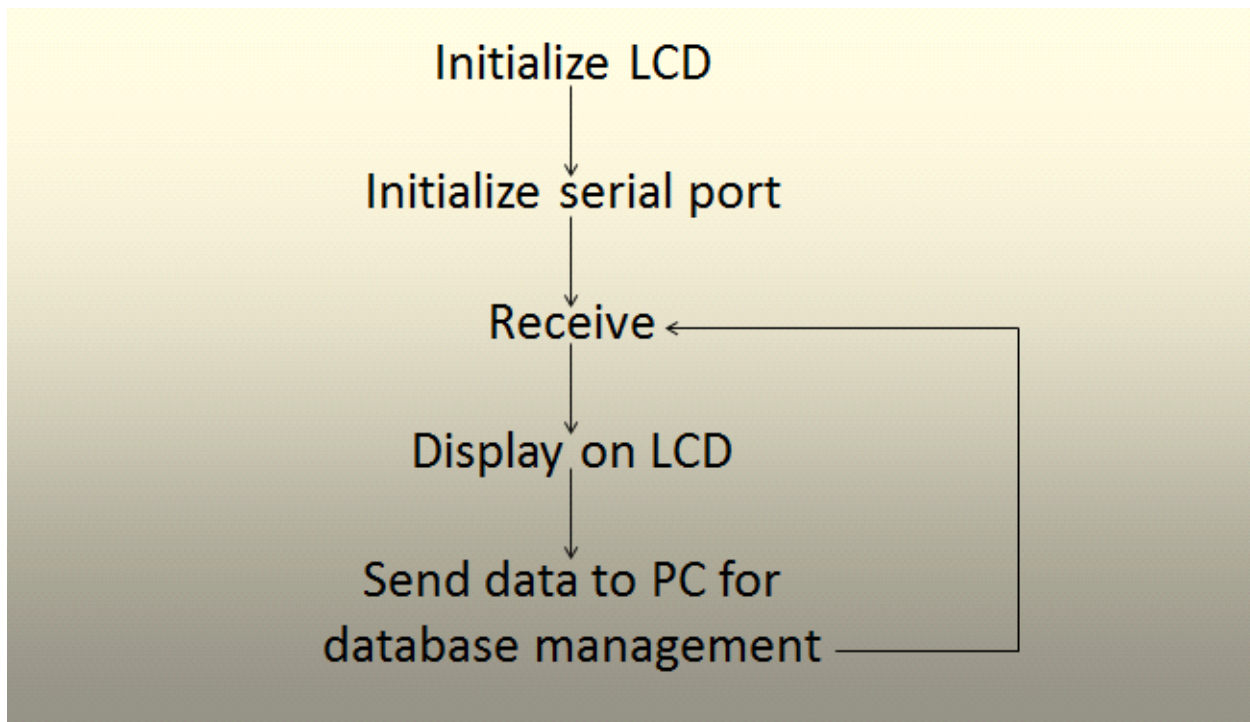 Initialize LCD
Initialize serial port
Receive
Display on LCD
Send data to PC for
database management